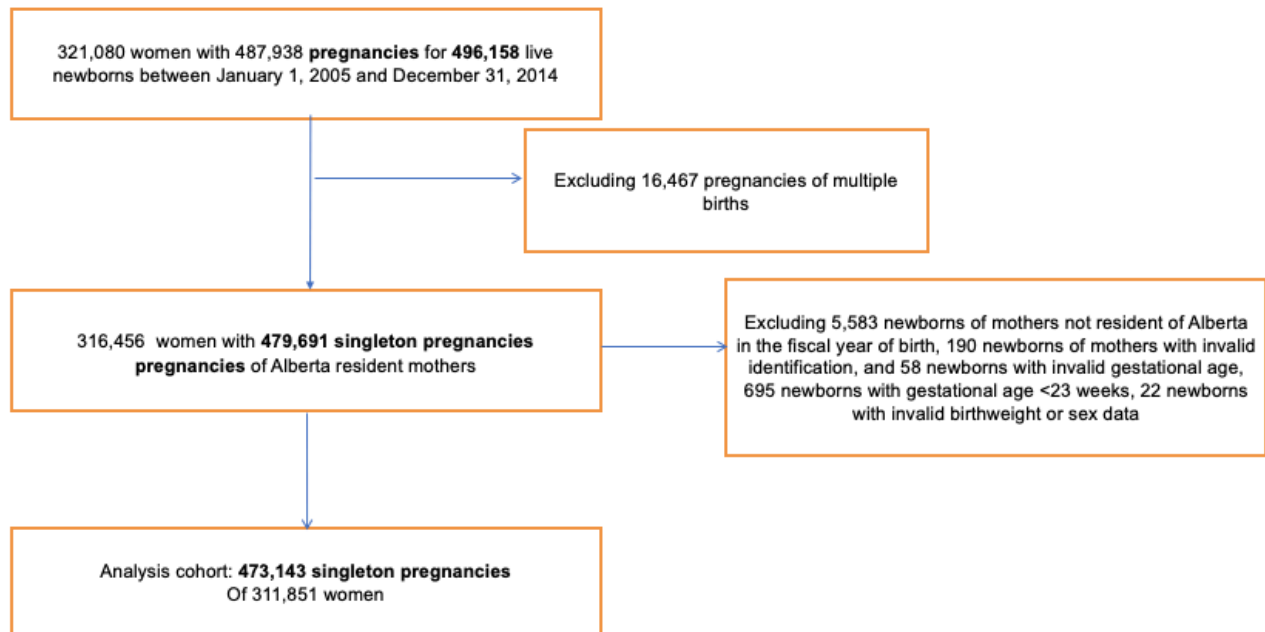 321,080 women with 487,938 pregnancies for 496,158 live
newborns between January 1, 2005 and December 31, 2014
Excluding 16,467 pregnancies of multiple
births
316,456 women with 479,691 singleton pregnancies
pregnancies of Alberta resident mothers
Excluding 5,583 newborns of mothers not resident of Alberta
in the fiscal year of birth, 190 newborns of mothers with invalid
identification, and 58 newborns with invalid gestational age,
695 newborns with gestational age <23 weeks, 22 newborns
with invalid birthweight or sex data
Analysis cohort: 473,143 singleton pregnancies
Of 311,851 women